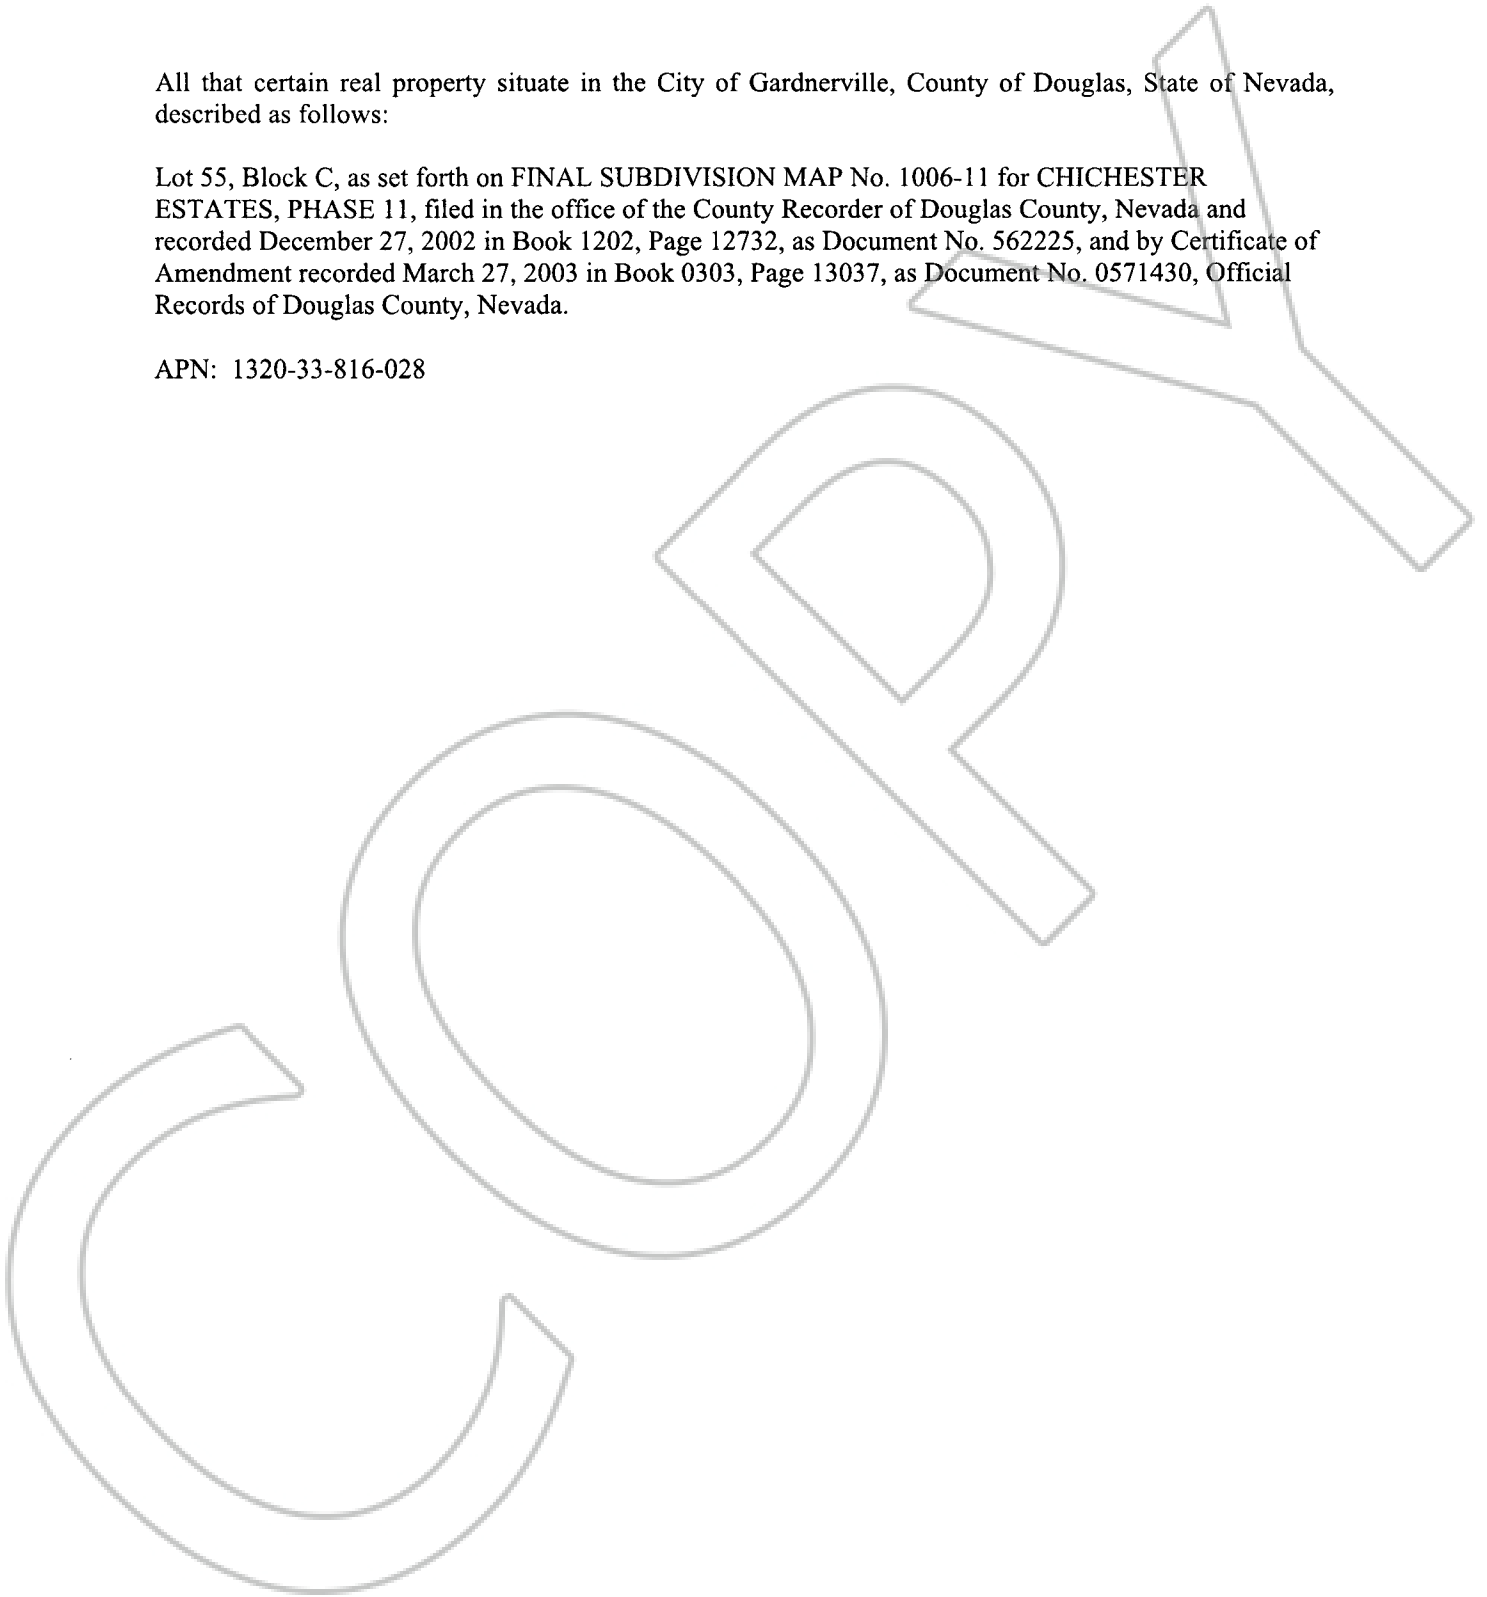 All that certain real property situate in the City of Gardnerville, County of Douglas, State of Nevada,
described as follows:
Lot 55, Block C, as set forth on FINAL SUBDIVISION MAP No. 1006-11 for CHICHESTER
ESTATES, PHASE 11, filed in the office of the County Recorder of Douglas County, Nevada and
recorded December 27, 2002 in Book 1202, Page 12732, as Document No. 562225, and by Certificate of
Amendment recorded March 27, 2003 in Book 0303, Page 13037, as Document No. 0571430, Official
Records of Douglas County, Nevada.
APN: 1320-33-816-028
COPY